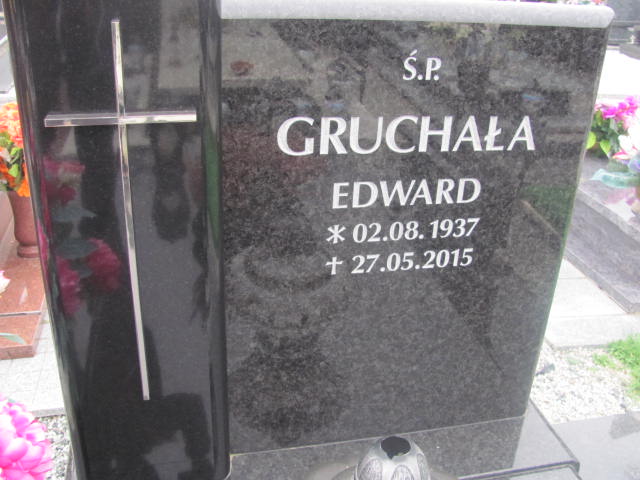 Ś.P.
GRUCHAŁA
EDWARD
* 02.08.1937
✝ 27.05.2015